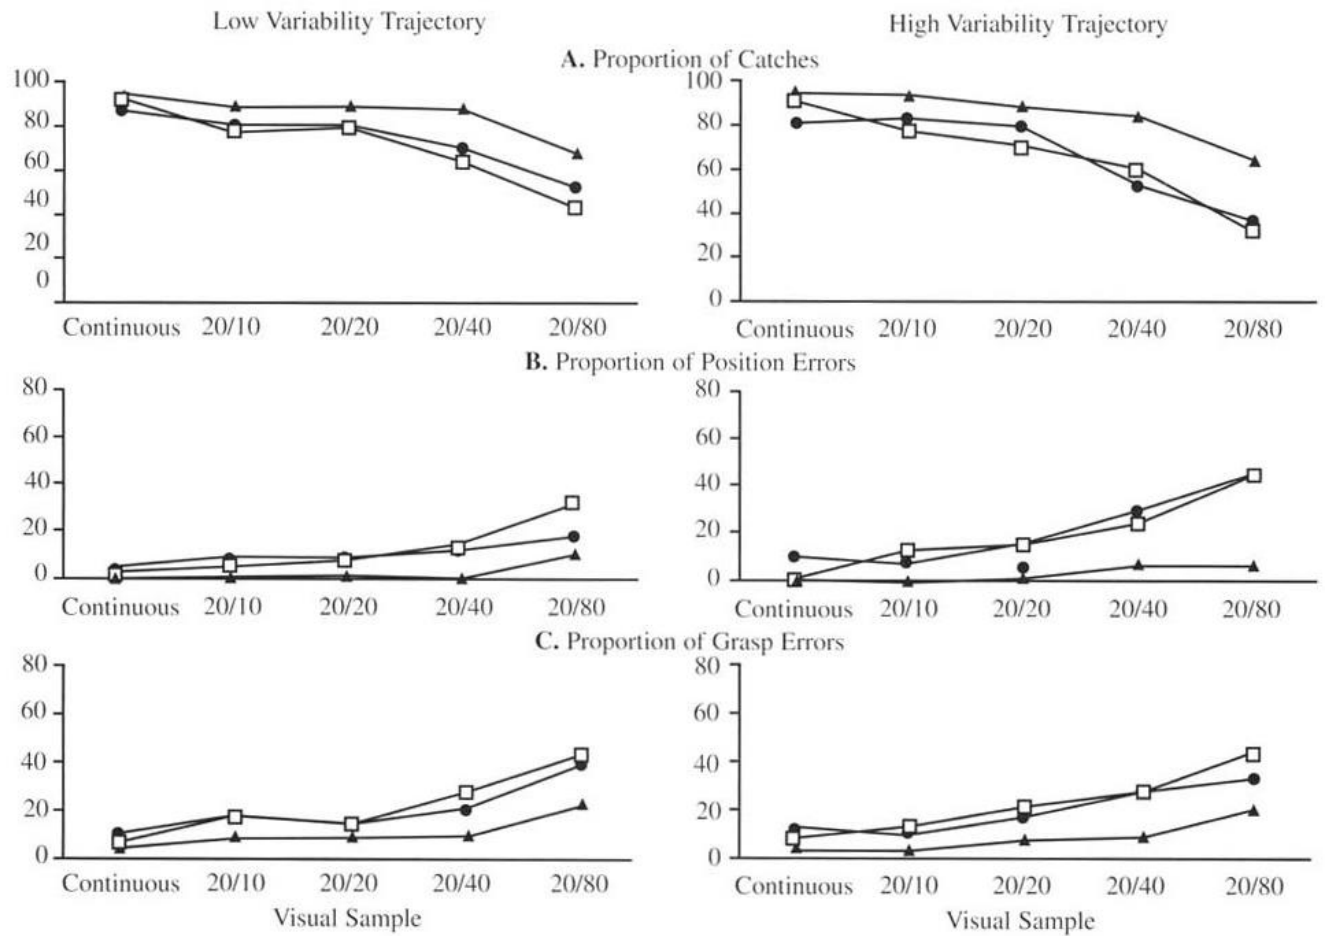 Low Variability Trajectory High Variability Trajectory
A. Proportion of Catches
100 100
80 80
60 60
40 40
20 20
0 0
Continuous 20/10 20/20 20/40 20/80 Continuous 20/10 20/20 20/40 20/80
B. Proportion of Position Errors
80 80
60 60
40 40
20 20
0 0
Continuous 20/10 20/20 20/40 20/80 Continuous 20/10 20/20 20/40 20/80
C. Proportion of Grasp Errors
80 80
60 60
40 40
20 20
0 0
Continuous 20/10 20/20 20/40 20/80 Continuous 20/10 20/20 20/40 20/80
Visual Sample Visual Sample